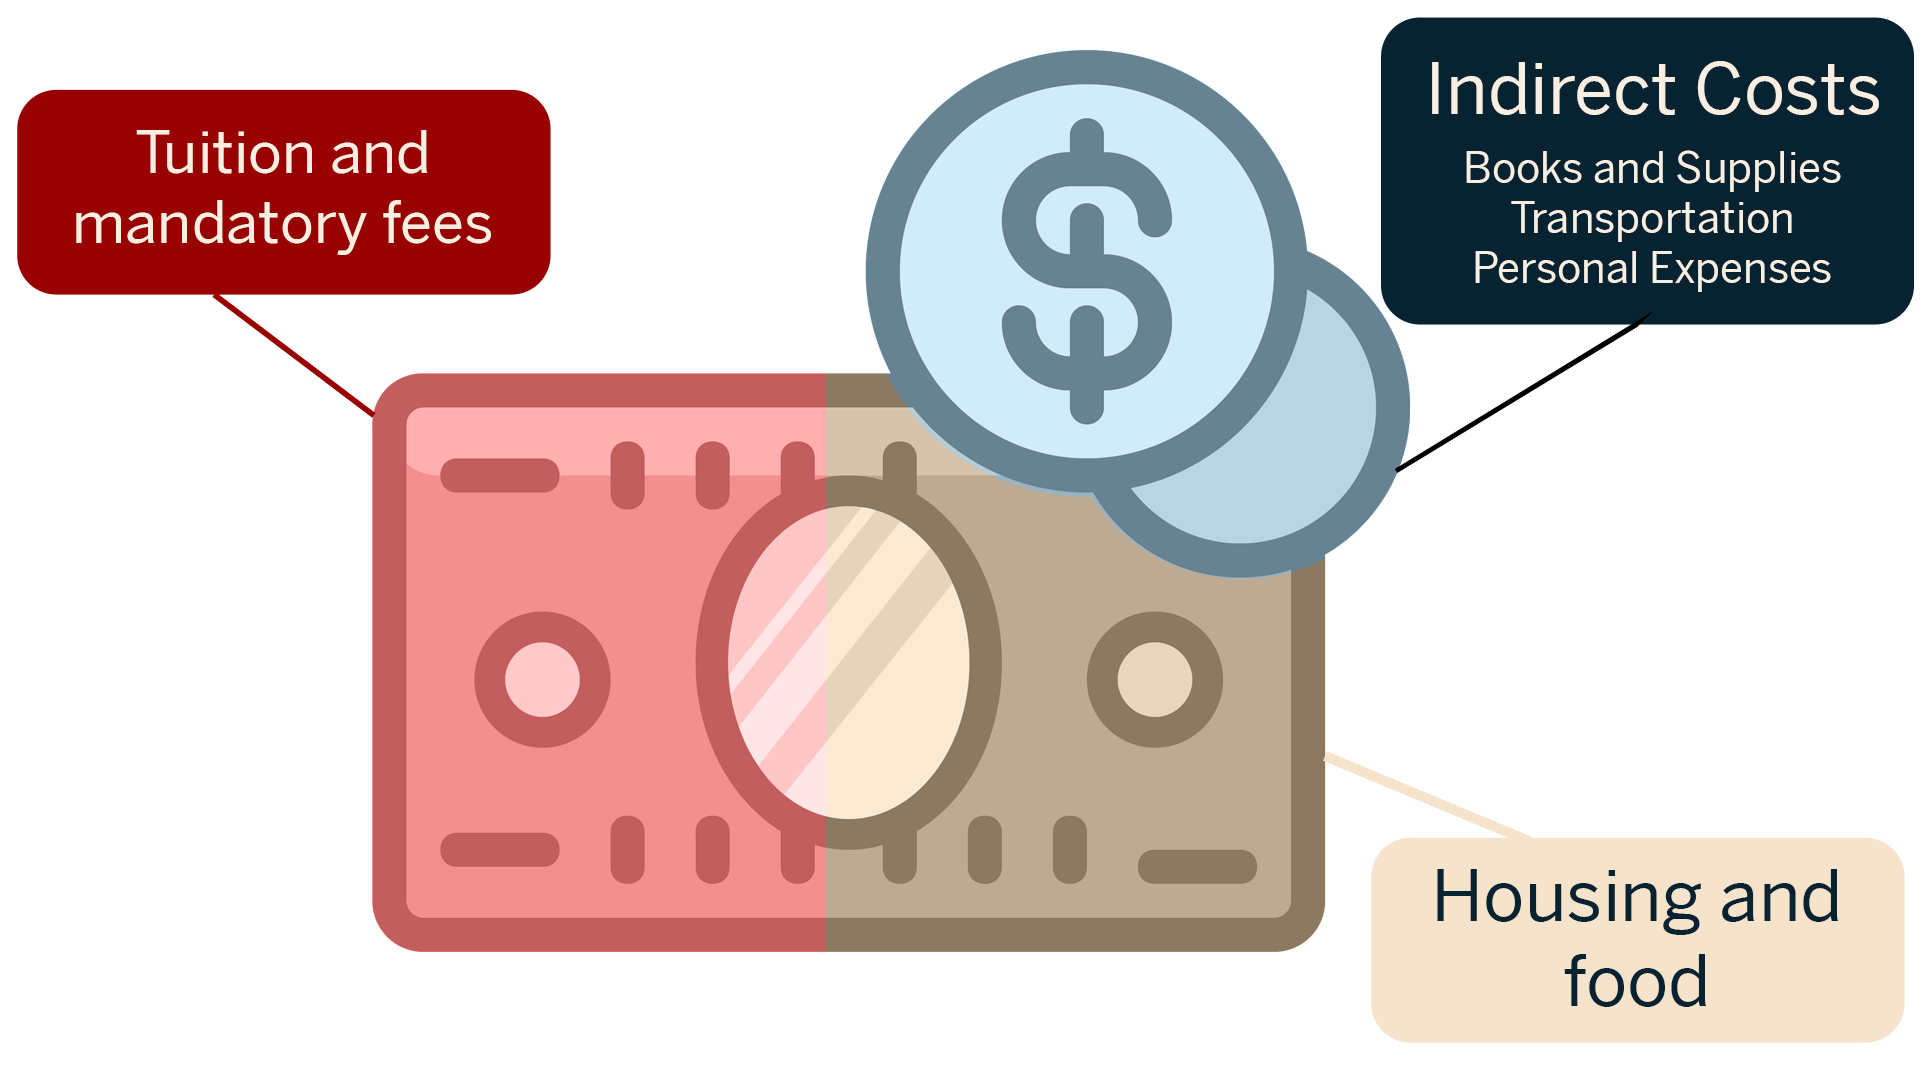 Tuition and
mandatory fees
Indirect Costs
Books and Supplies
Transportation
Personal Expenses
$
Housing and
food